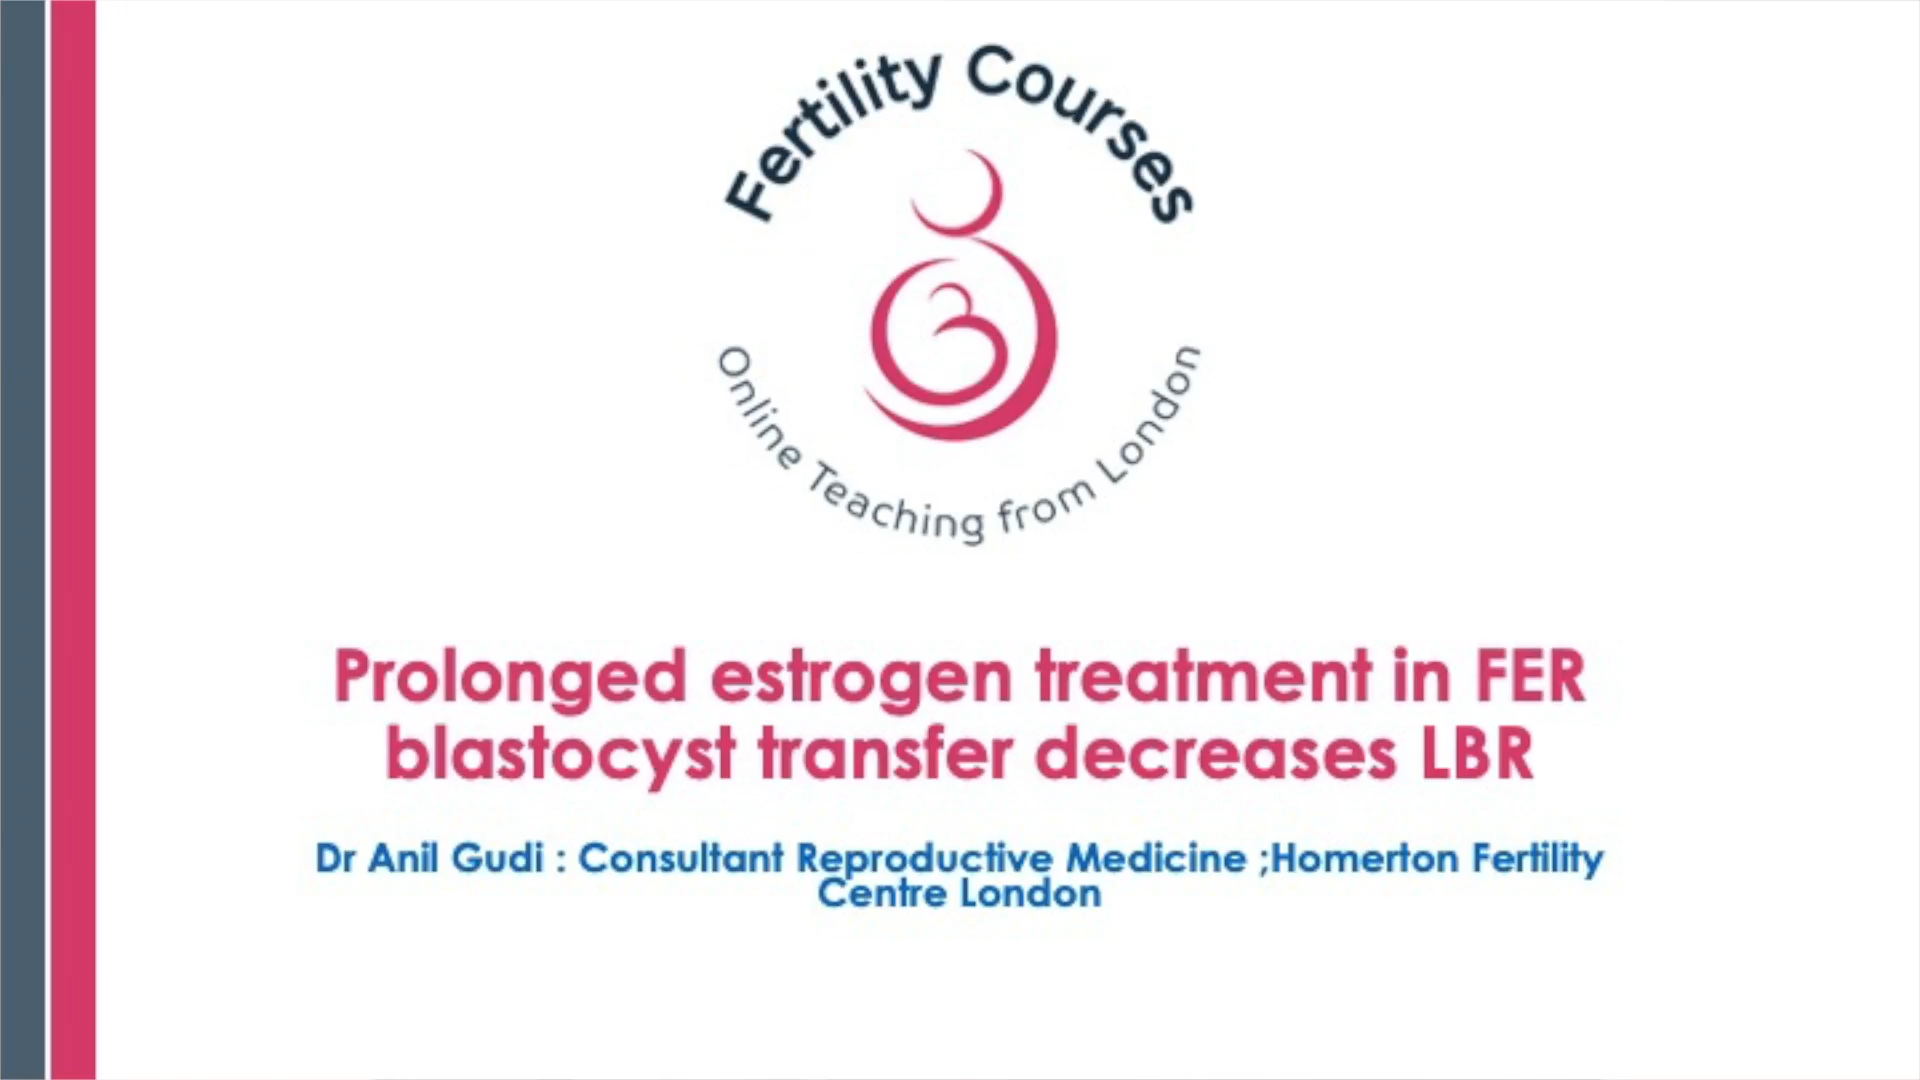 Fertility Courses
Online Teaching from London
Prolonged estrogen treatment in FER
blastocyst transfer decreases LBR
Dr Anil Gudi : Consultant Reproductive Medicine ;Homerton Fertility
Centre London